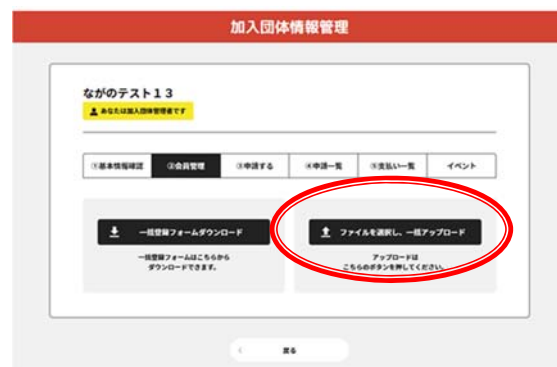 加入団体情報管理
ながのテスト13
あなたは加入団体管理者です
①基本情報確認 ②会員管理 ③申請する ④申請一覧 ⑤支払い一覧 イベント
一括登録フォームダウンロード
一括登録フォームはこちらから
ダウンロードできます。
ファイルを選択し、一括アップロード
アップロードは
こちらのボタンを押してください。
戻る